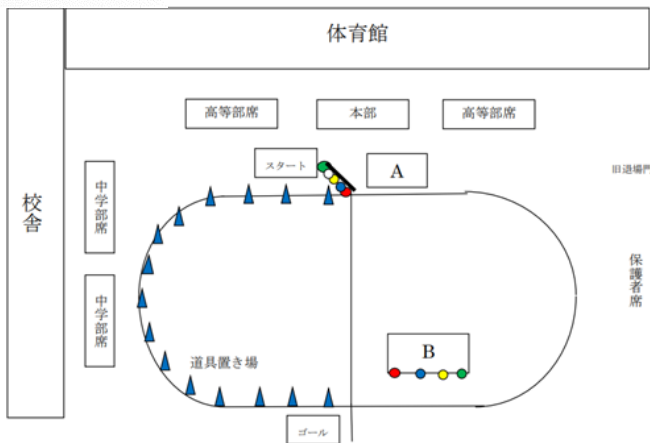 体育館
高等部席
本部
高等部席
スタート
A
旧退場門
中学部席
校舎
保護者席
中学部席
B
道具置き場
ゴール